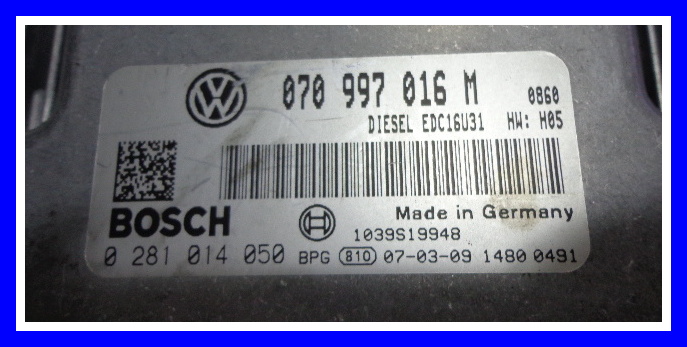 070 997 016 M 0860
DIESEL EDC16U31 HW: H05
BOSCH
Made in Germany
1039S19948
0 281 014 050 BPG 810 07-03-09 1480 0491